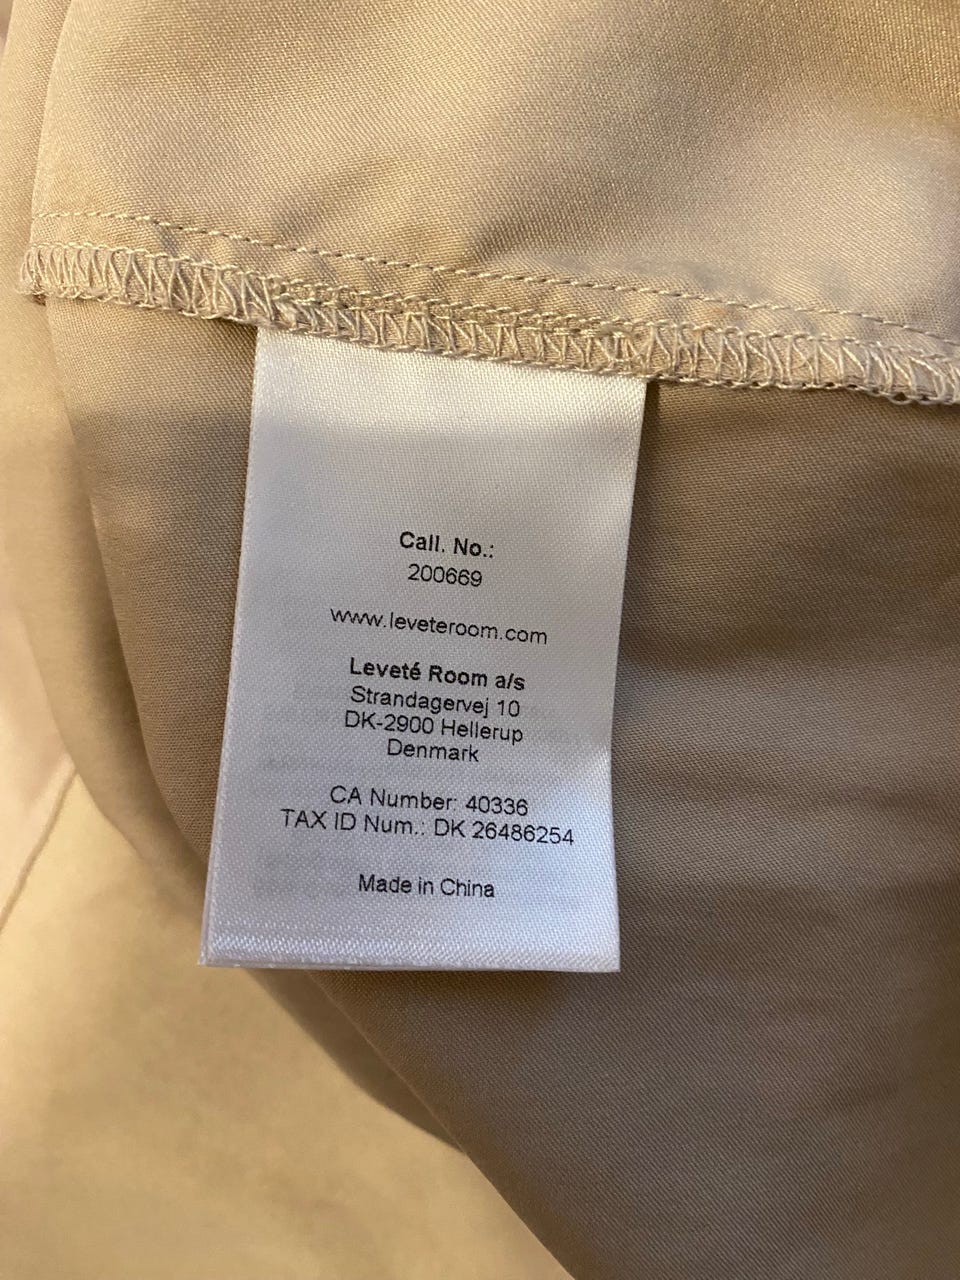 Call. No.:
200669
www.leveteroom.com
Leveté Room a/s
Strandagervej 10
DK-2900 Hellerup
Denmark
CA Number: 40336
TAX ID Num.: DK 26486254
Made in China